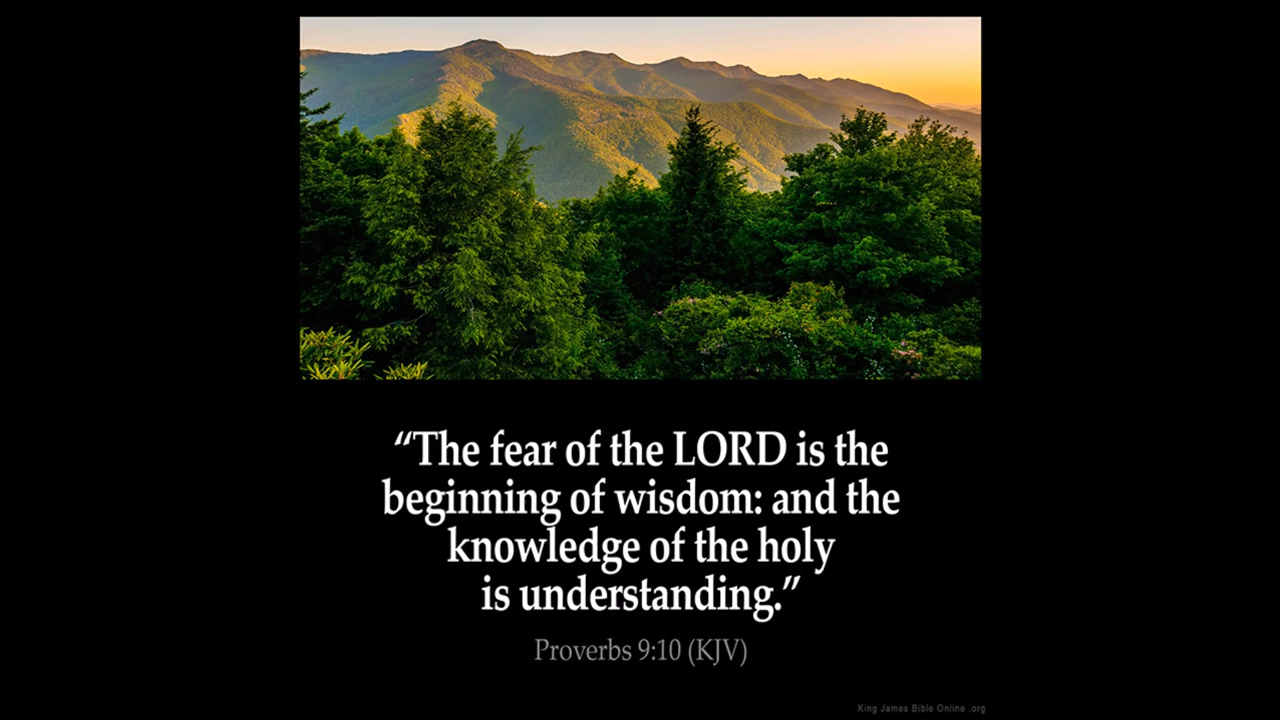 “The fear of the LORD is the
beginning of wisdom: and the
knowledge of the holy
is understanding.”
Proverbs 9:10 (KJV)
King James Bible Online .org